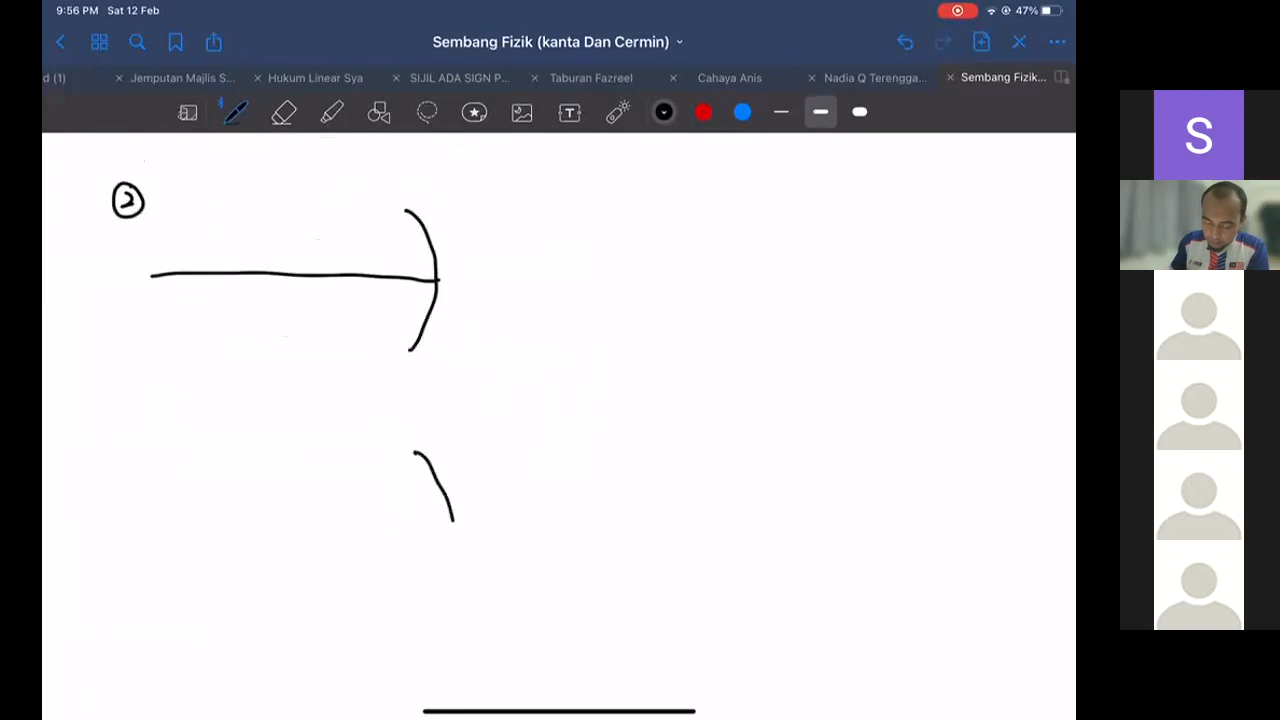 9:56 PM Sat 12 Feb
47%
Sembang Fizik (kanta Dan Cermin)
d (1)
Jemputan Majlis S...
Hukum Linear Sya
SIJIL ADA SIGN P...
Taburan Fazreel
Cahaya Anis
Nadia Q Terengga...
Sembang Fizik...
T
2
S